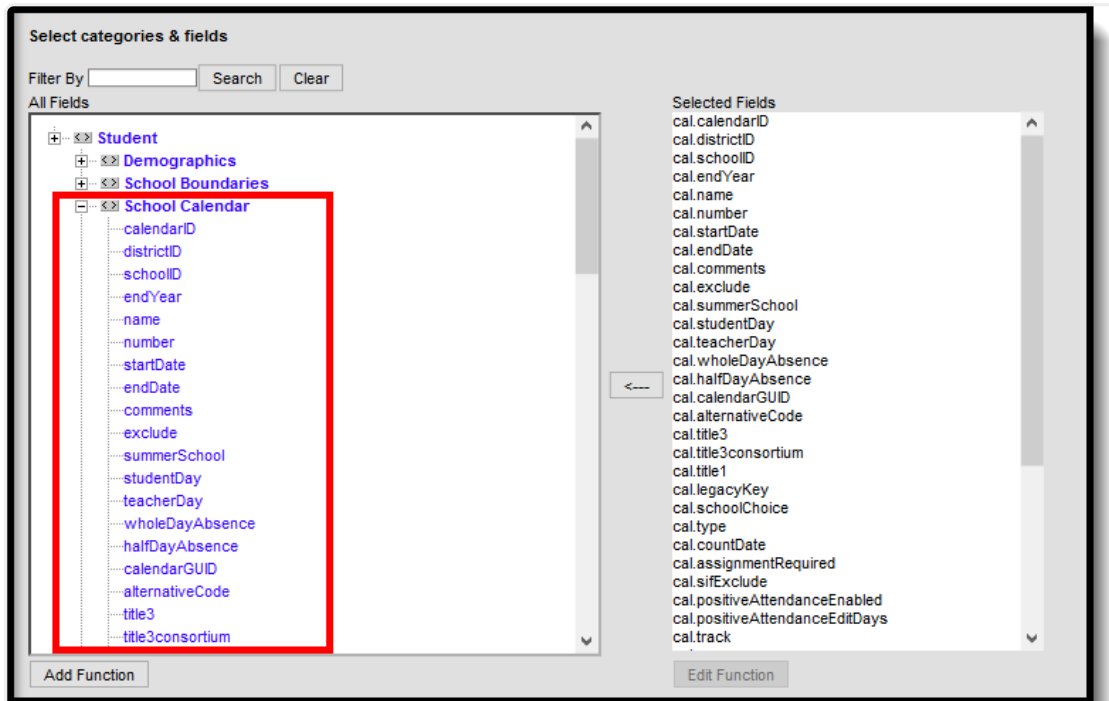 Select categories & fields
Filter By Search Clear
All Fields
Student
Demographics
School Boundaries
School Calendar
calendarID
districtID
schoolID
endYear
name
number
startDate
endDate
comments
exclude
summerSchool
studentDay
teacherDay
wholeDayAbsence
halfDayAbsence
calendarGUID
alternativeCode
title3
title3consortium
Add Function
<---
Selected Fields
cal.calendarID
cal.districtID
cal.schoolID
cal.endYear
cal.name
cal.number
cal.startDate
cal.endDate
cal.comments
cal.exclude
cal.summerSchool
cal.studentDay
cal.teacherDay
cal.wholeDayAbsence
cal.halfDayAbsence
cal.calendarGUID
cal.alternativeCode
cal.title3
cal.title3consortium
cal.title1
cal.legacyKey
cal.schoolChoice
cal.type
cal.countDate
cal.assignmentRequired
cal.sifExclude
cal.positiveAttendanceEnabled
cal.positiveAttendanceEditDays
cal.track
Edit Function